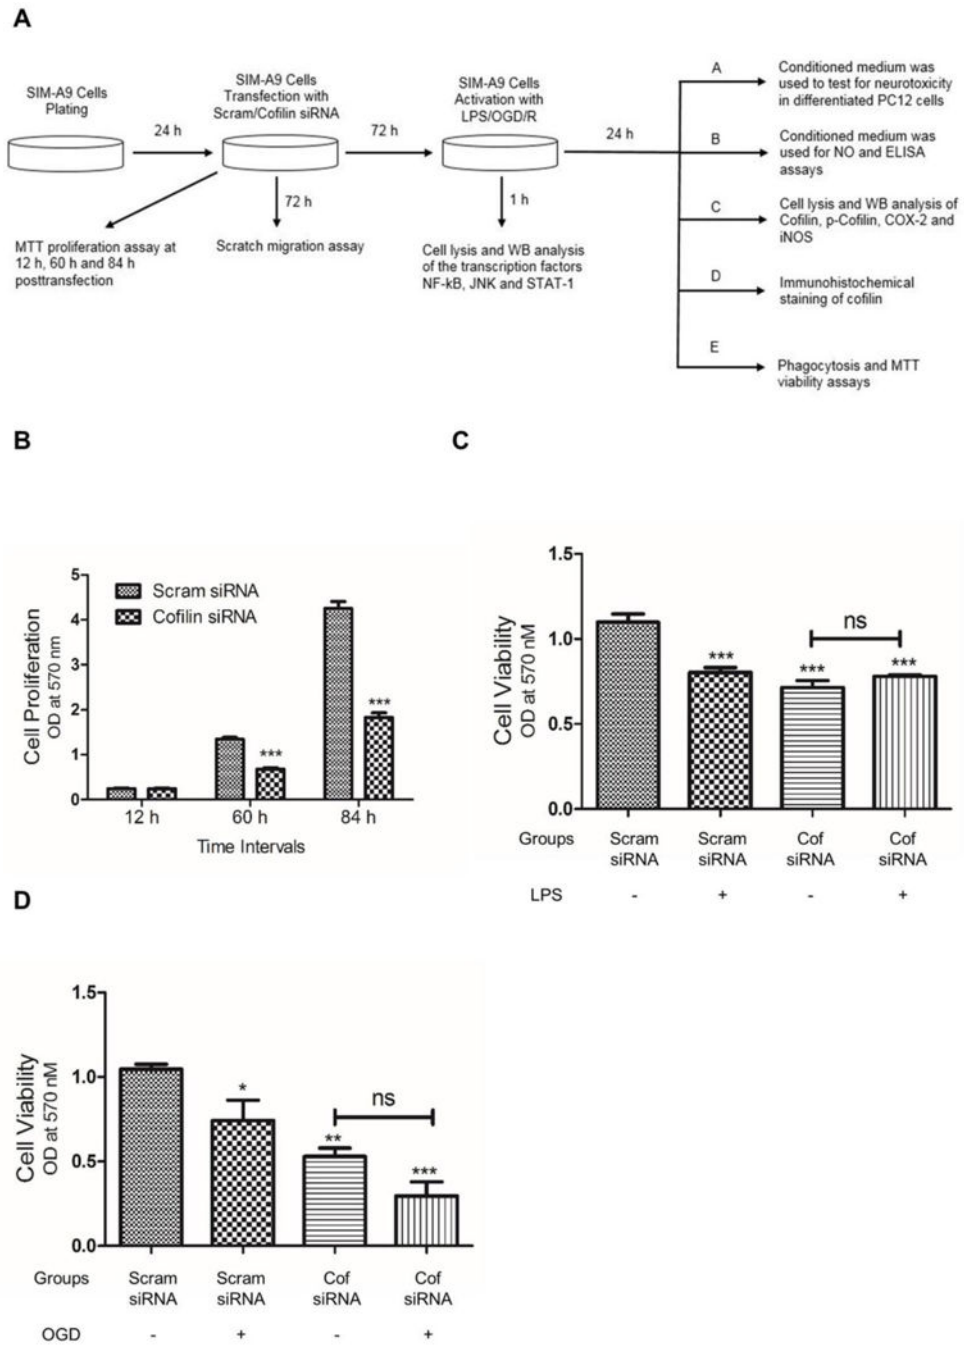 A
SIM-A9 Cells
Plating
24 h
SIM-A9 Cells
Transfection with
Scram/Cofilin siRNA
72 h
SIM-A9 Cells
Activation with
LPS/OGD/R
24 h
A
Conditioned medium was
used to test for neurotoxicity
in differentiated PC12 cells
B
Conditioned medium was
used for NO and ELISA
assays
C
Cell lysis and WB analysis of
Cofilin, p-Cofilin, COX-2 and
iNOS
D
Immunohistochemical
staining of cofilin
E
Phagocytosis and MTT
viability assays
MTT proliferation assay at
12 h, 60 h and 84 h
posttransfection
72 h
Scratch migration assay
1 h
Cell lysis and WB analysis
of the transcription factors
NF-kB, JNK and STAT-1
B
Cell Proliferation
OD at 570 nm
5
4
3
2
1
0
Scram siRNA
Cofilin siRNA
***
***
12 h 60 h 84 h
Time Intervals
C
Cell Viability
OD at 570 nM
1.5
1.0
0.5
0.0
***
***
ns
***
Groups Scram siRNA Scram siRNA Cof siRNA Cof siRNA
LPS - + - +
D
Cell Viability
OD at 570 nM
1.5
1.0
0.5
0.0
*
**
ns
***
Groups Scram siRNA Scram siRNA Cof siRNA Cof siRNA
OGD - + - +